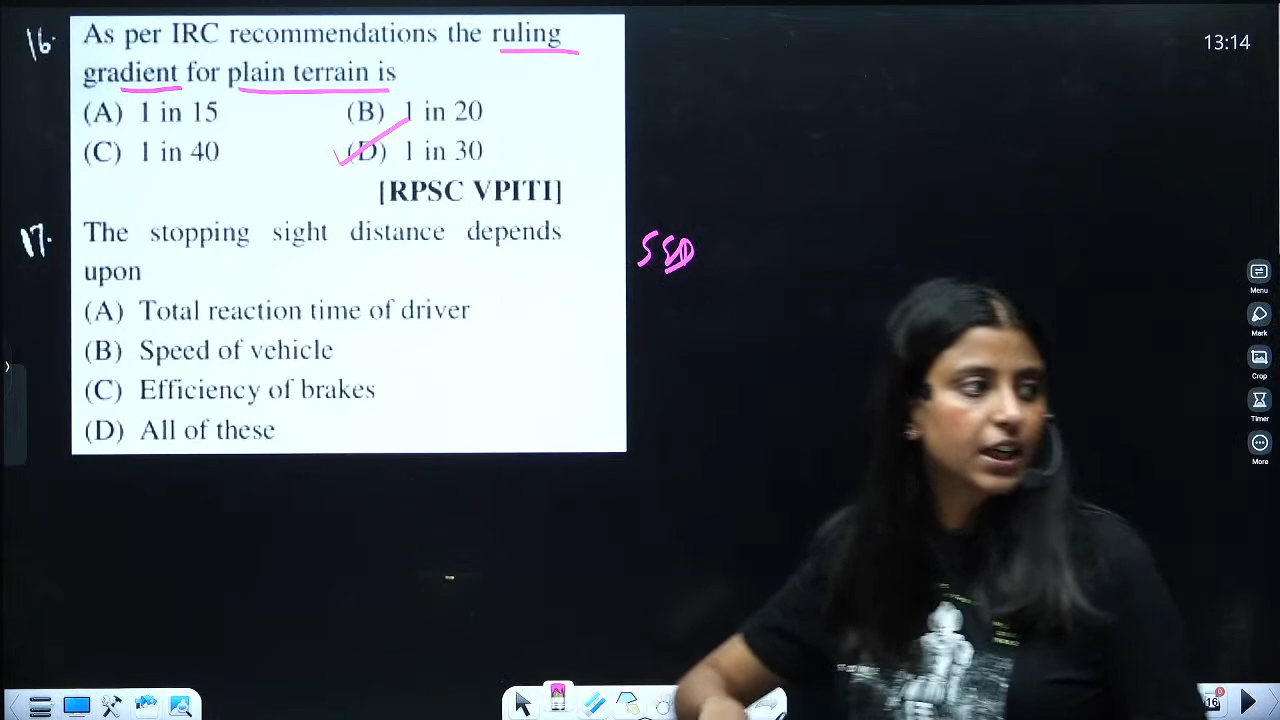 13:14
16.
As per IRC recommendations the ruling
gradient for plain terrain is
(A) 1 in 15 (B) 1 in 20
(C) 1 in 40 (D) 1 in 30
[RPSC VPITI]
17.
The stopping sight distance depends
upon
SSD
(A) Total reaction time of driver
(B) Speed of vehicle
(C) Efficiency of brakes
(D) All of these
Menu
Mark
Crop
Timer
More
16